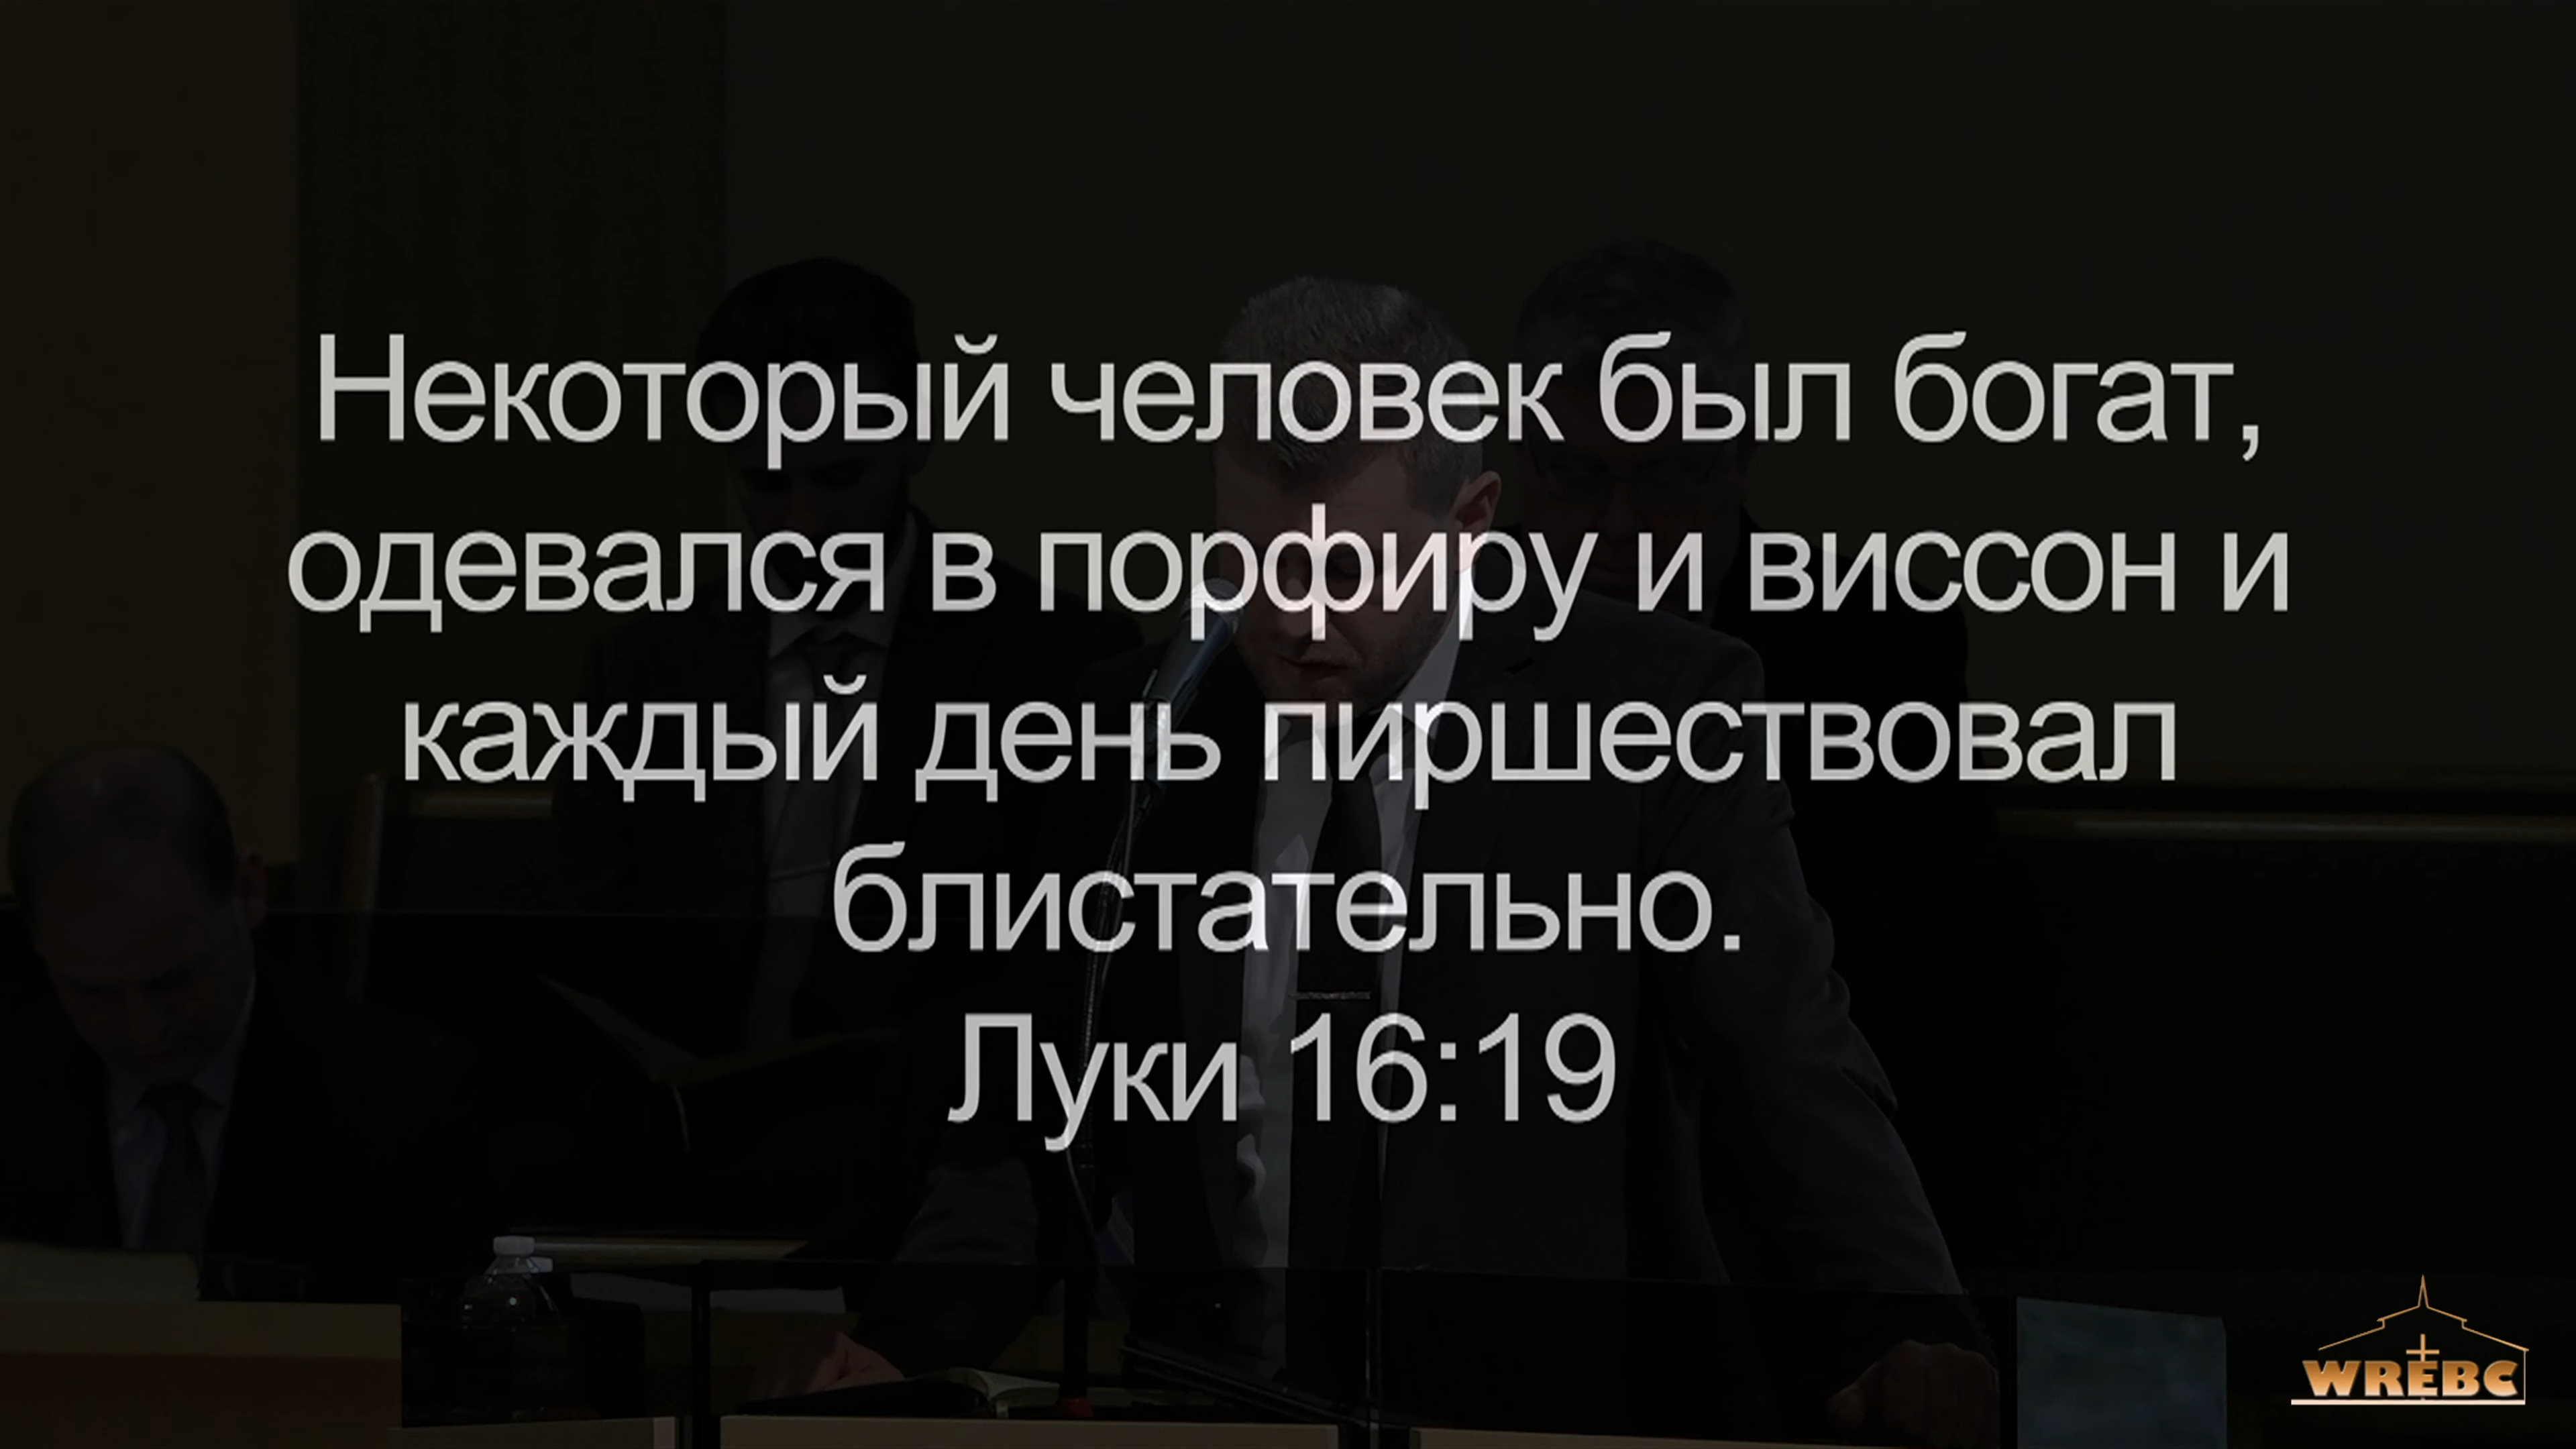 Некоторый человек был богат,
одевался в порфиру и виссон и
каждый день пиршествовал
блистательно.
Луки 16:19
WREBC